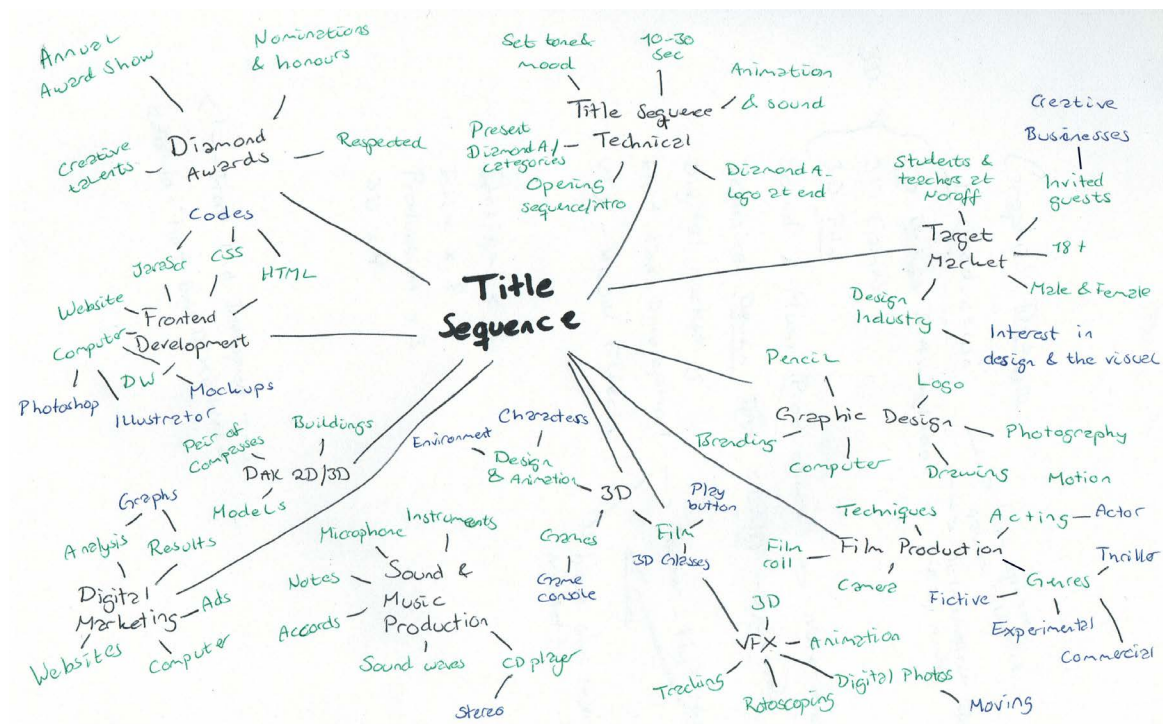 Title
Sequence
Annual
Award Show
Nominations
& honours
Diamond
Awards
Creative
talents
Respected
Set tone &
mood
10-30
Sec
Animation
& sound
Title Sequence
Technical
Present
Diamond A/
categories
Opening
sequence/intro
Diamond A.
Logo at end
Creative
Businesses
Students &
teachers at
Noroff
Invited
guests
Target
Market
18+
Male & Female
Design
Industry
Interest in
design & the visuel
Codes
JavaScr
CSS
HTML
Website
Frontend
Development
Computer
DW
Mockups
Photoshop
Illustrator
Pencil
Logo
Graphic Design
Branding
Computer
Photography
Drawing
Motion
Buildings
Pair of
Compasses
DAK 2D/3D
Models
Characters
Environment
Design
& Animation
3D
Games
Game
console
Film
Play
button
3D Glasses
Techniques
Acting
Actor
Film
roll
Film Production
Camera
Genres
Thriller
Fictive
Experimental
Commercial
Graphs
Analysis
Results
Digital
Marketing
Ads
Websites
Computer
Microphone
Instruments
Notes
Sound &
Music
Production
Accords
Sound waves
CD player
Stereo
3D
VFX
Animation
Tracking
Rotoscoping
Digital Photos
Moving